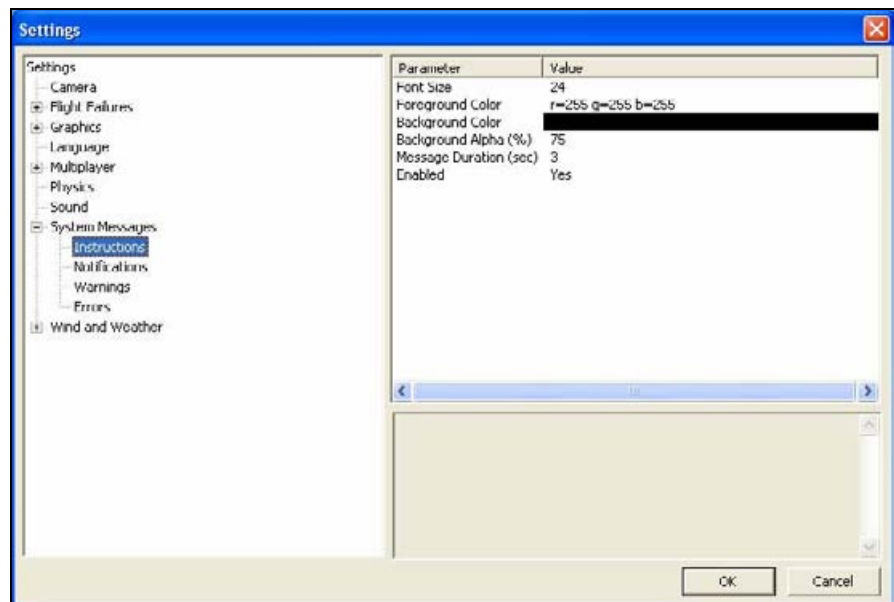 Settings
Settings
Camera
Flight Failures
Graphics
Language
Multiplayer
Physics
Sound
System Messages
Instructions
Notifications
Warnings
Errors
Wind and Weather
Parameter Value
Font Size 24
Foreground Color r=255 g=255 b=255
Background Color
Background Alpha (%) 75
Message Duration (sec) 3
Enabled Yes
OK Cancel